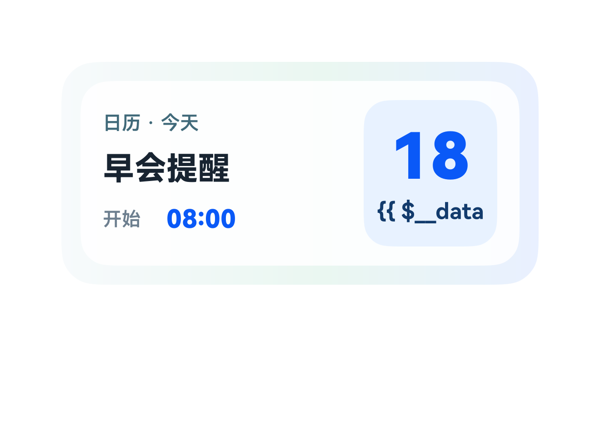 日历 · 今天
早会提醒
开始 08:00
18
{{ $__data